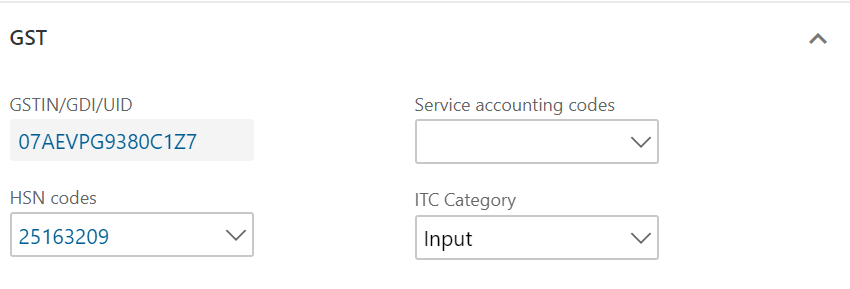 GST
GSTIN/GDI/UID
07AEVPG9380C1Z7
Service accounting codes
HSN codes
25163209
ITC Category
Input